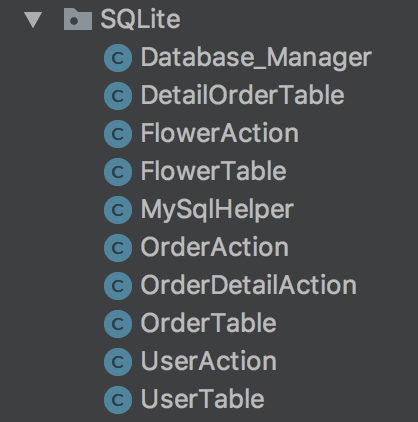 SQLite
C Database_Manager
C DetailOrderTable
C FlowerAction
C FlowerTable
C MySqlHelper
C OrderAction
C OrderDetailAction
C OrderTable
C UserAction
C UserTable